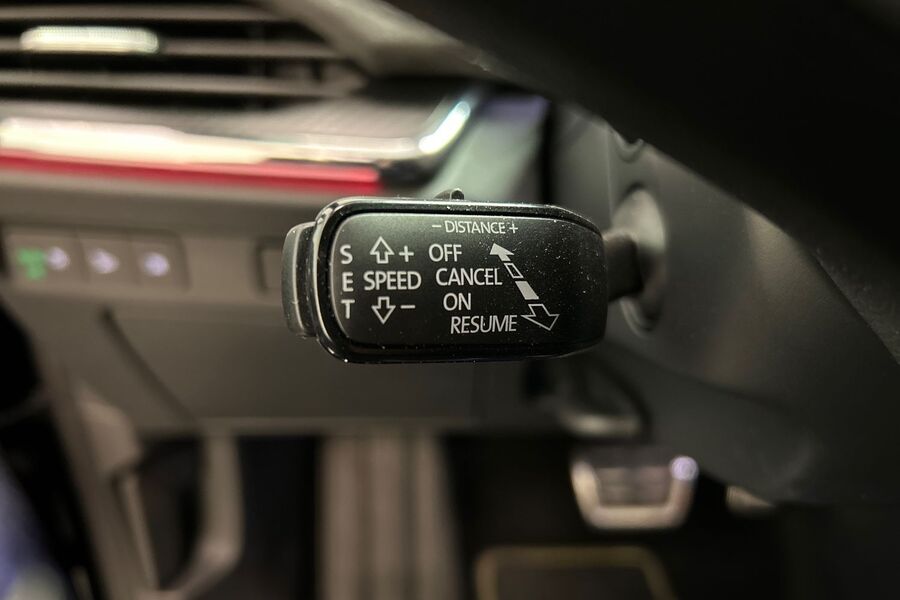 - DISTANCE +
S + OFF
E SPEED CANCEL
T - ON
RESUME